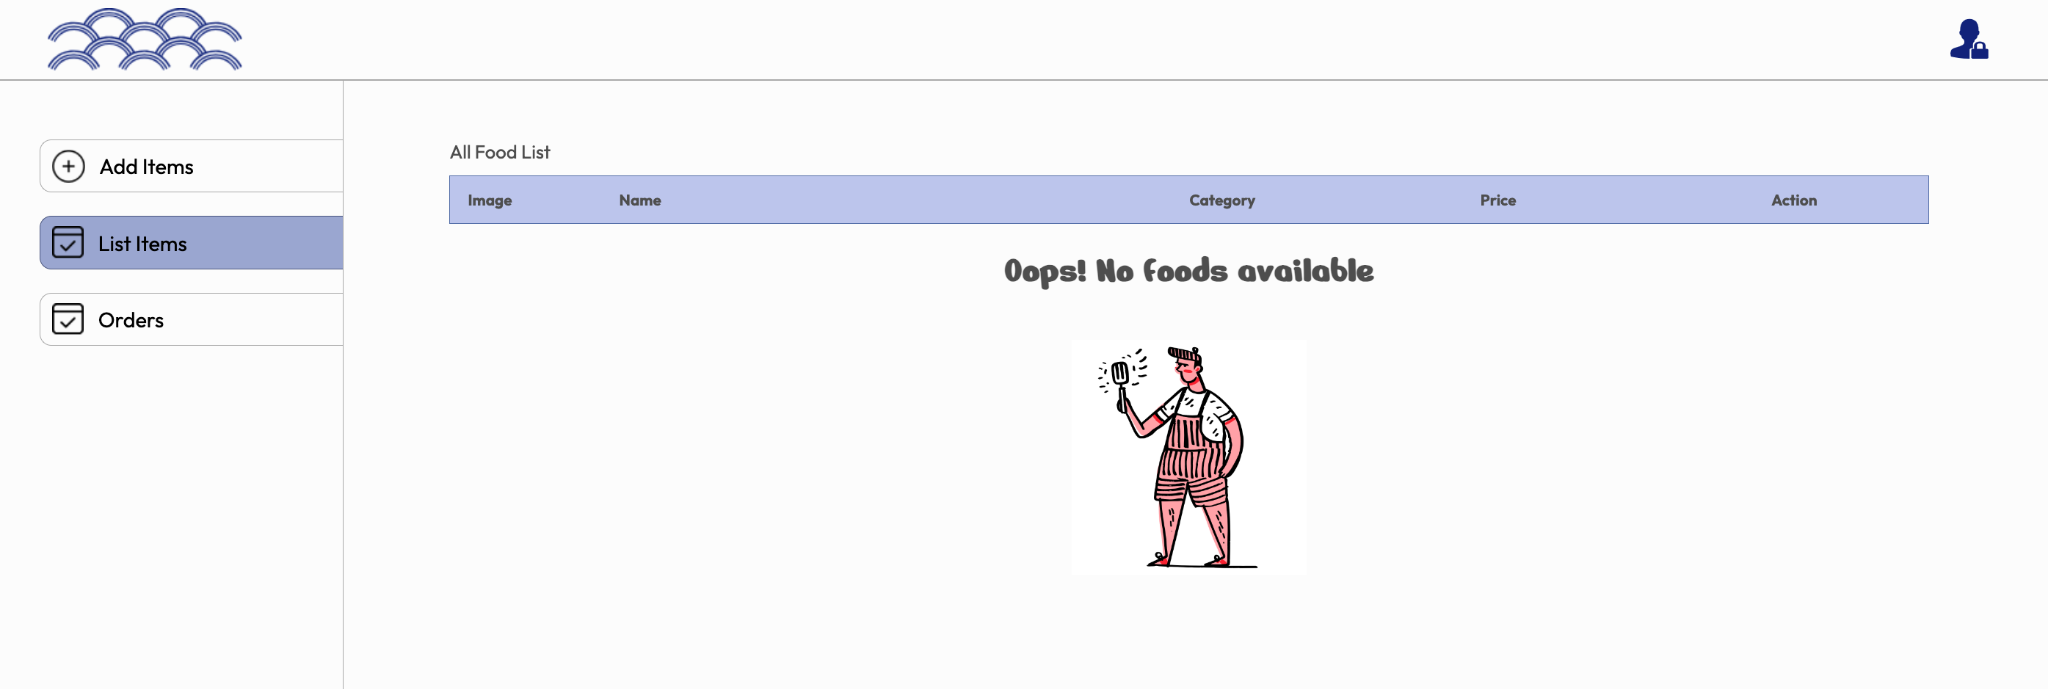 Add Items
List Items
Orders
All Food List
Image Name Category Price Action
Oops! No foods available